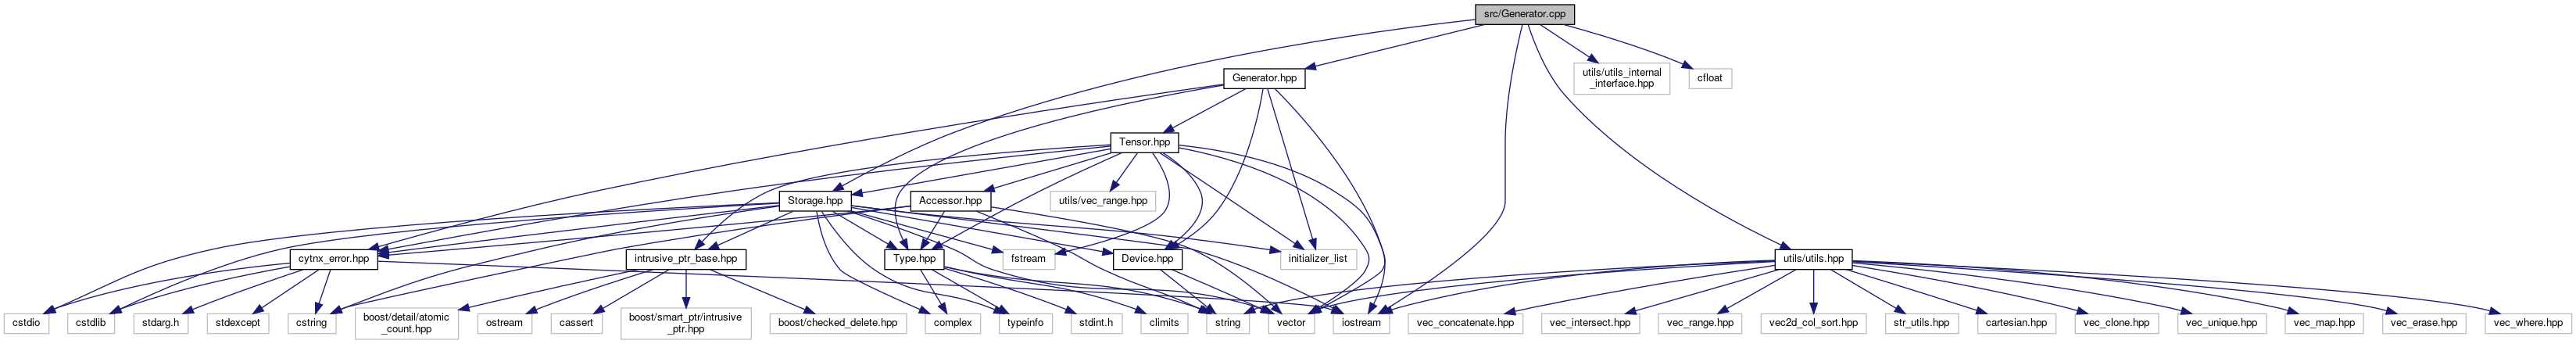 src/Generator.cpp
Generator.hpp
utils/utils_internal
_interface.hpp
cfloat
Tensor.hpp
Storage.hpp
Accessor.hpp
utils/vec_range.hpp
cytnx_error.hpp
intrusive_ptr_base.hpp
Type.hpp
fstream
Device.hpp
initializer_list
utils/utils.hpp
cstdio
cstdlib
stdarg.h
stdexcept
cstring
boost/detail/atomic
_count.hpp
ostream
cassert
boost/smart_ptr/intrusive
_ptr.hpp
boost/checked_delete.hpp
complex
typeinfo
stdint.h
climits
string
vector
iostream
vec_concatenate.hpp
vec_intersect.hpp
vec_range.hpp
vec2d_col_sort.hpp
str_utils.hpp
cartesian.hpp
vec_clone.hpp
vec_unique.hpp
vec_map.hpp
vec_erase.hpp
vec_where.hpp